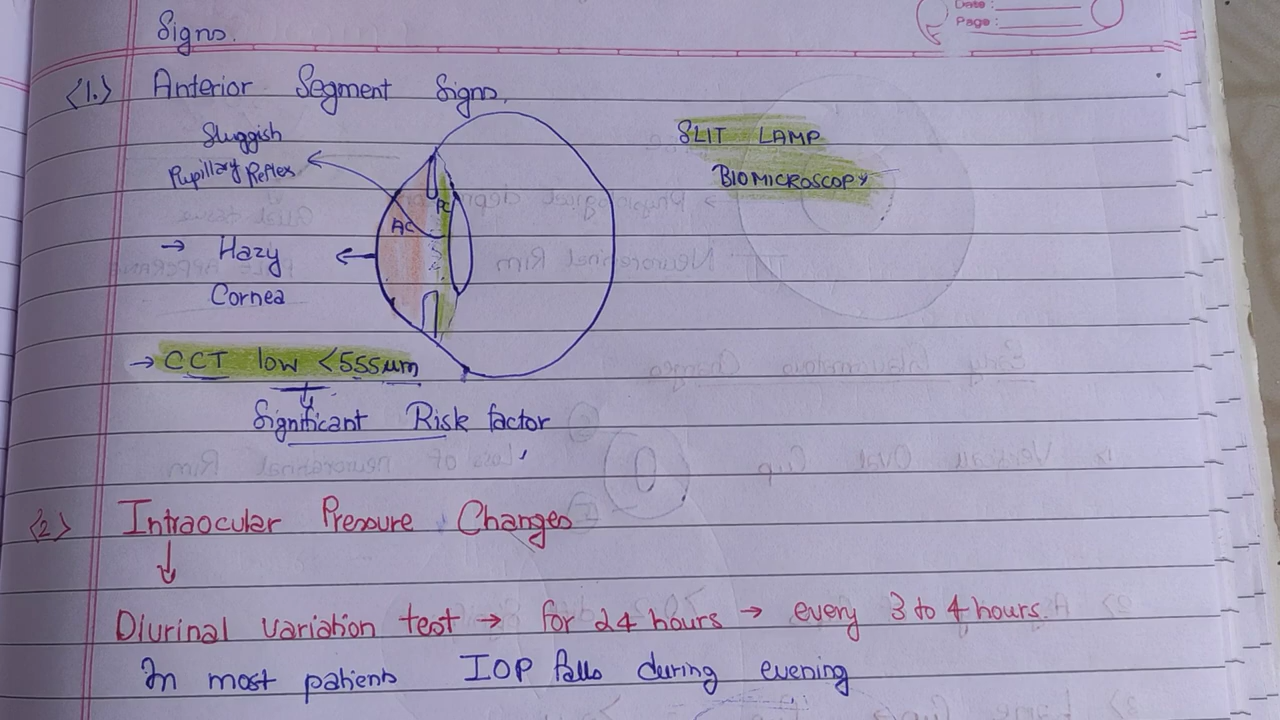 Date :
Page :
Signs.
<1.> Anterior Segment Signs.
Sluggish
Pupillary Reflex
SLIT LAMP
BIOMICROSCOPY
PC
AC
→ Hazy
Cornea
→ CCT low <555um
Significant Risk factor
<2> Intraocular Pressure Changes
Diurinal variation test → for 24 hours → every 3 to 4 hours.
In most patients IOP falls during evening